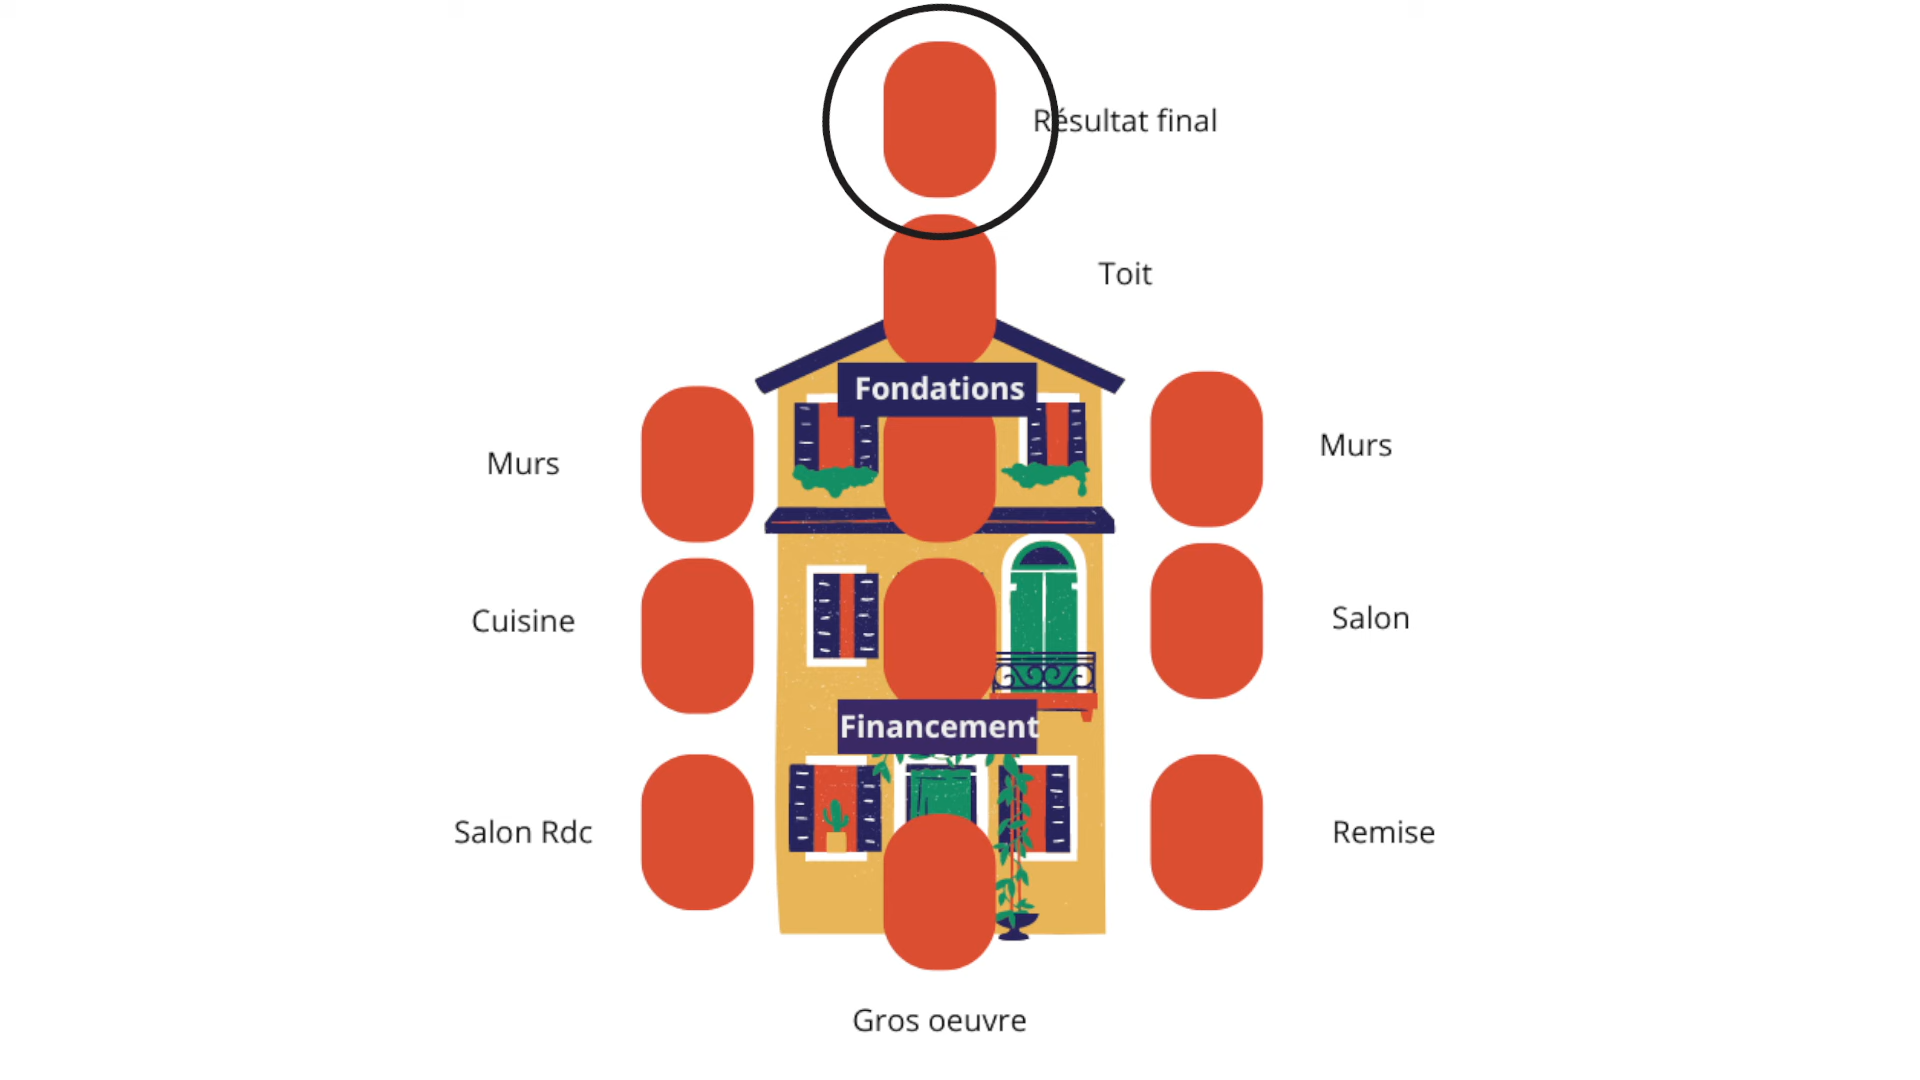 Résultat final
Toit
Fondations
Murs
Murs
Cuisine
Salon
Financement
Salon Rdc
Remise
Gros oeuvre